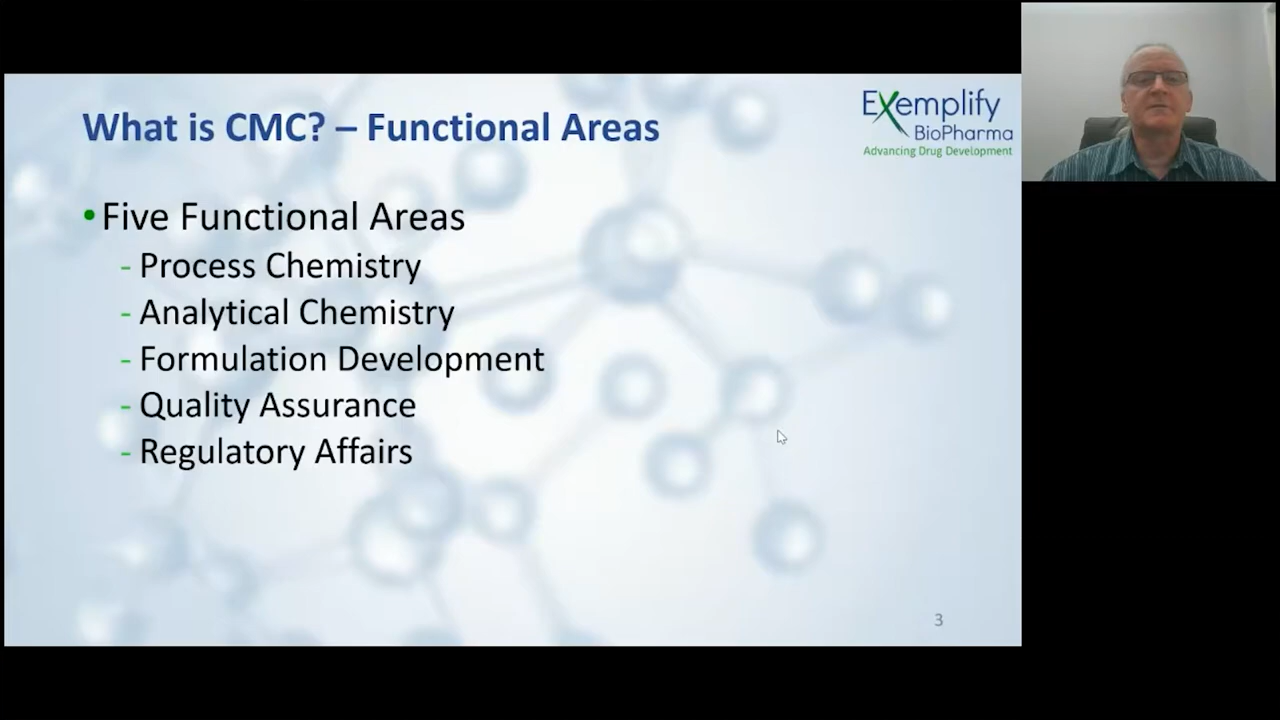 What is CMC? – Functional Areas
Exemplify
BioPharma
Advancing Drug Development
•Five Functional Areas
- Process Chemistry
- Analytical Chemistry
- Formulation Development
- Quality Assurance
- Regulatory Affairs
3